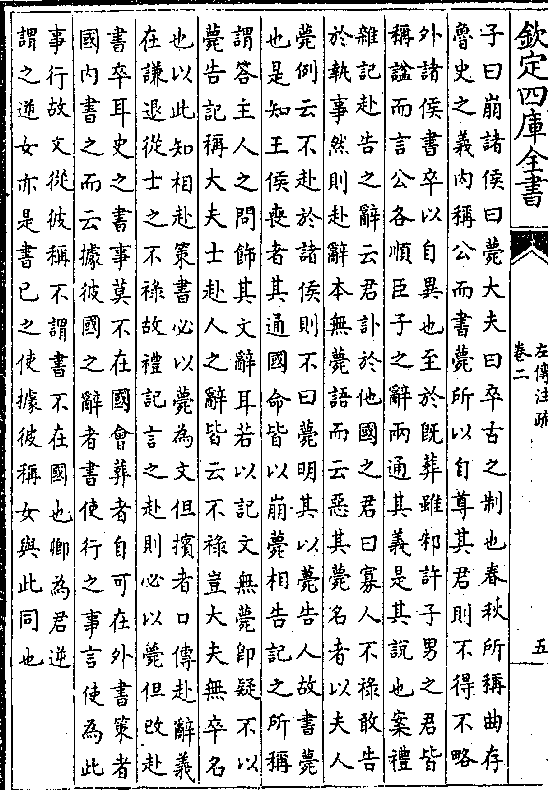 欽定四庫全書
左傳注疏
卷二
五
子曰崩諸侯曰薨大夫曰卒古之制也春秋所稱曲存
魯史之義内稱公而書薨所以自尊其君則不得不略
外諸侯書卒以自異也至於既葬雖邾許子男之君皆
稱諡而言公各順臣子之辭兩通其義是其說也案禮
雜記赴告之辭云君訃於他國之君曰寡人不祿敢告
於執事然則赴辭本無薨語而云惡其薨名者以夫人
薨例云不赴於諸侯則不曰薨明其以薨告人故書薨
也是知王侯喪者其通國命皆以崩薨相告記之所稱
謂答主人之問飾其文辭耳若以記文無薨即疑不以
薨告記稱大夫士赴人之辭皆云不祿豈大夫無卒名
也以此知相赴策書必以薨為文但擯者口傳赴辭義
在謙退從士之不祿故禮記言之赴則必以薨但改赴
書卒耳史之書事莫不在國會葬者自可在外書策者
國内書之而云據彼國之辭者書使行之事言使為此
事行故文從彼稱不謂書不在國也卿為君逆
謂之逆女亦是書已之使據彼稱女與此同也